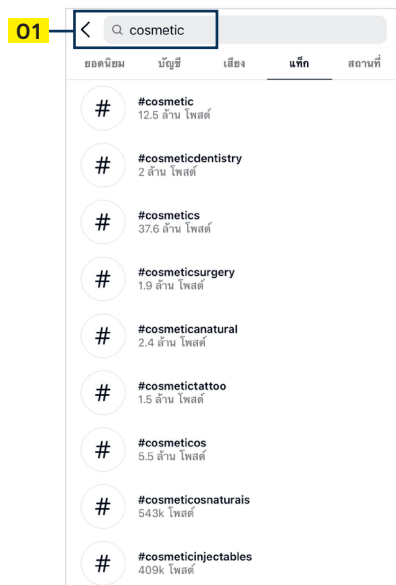 01
cosmetic
ยอดนิยม บัญชี เสียง แท็ก สถานที่
#cosmetic
12.5 ล้าน โพสต์
#cosmeticdentistry
2 ล้าน โพสต์
#cosmetics
37.6 ล้าน โพสต์
#cosmeticsurgery
1.9 ล้าน โพสต์
#cosmeticanatural
2.4 ล้าน โพสต์
#cosmetictattoo
1.5 ล้าน โพสต์
#cosmeticos
5.5 ล้าน โพสต์
#cosmeticosnaturais
543k โพสต์
#cosmeticinjectables
409k โพสต์